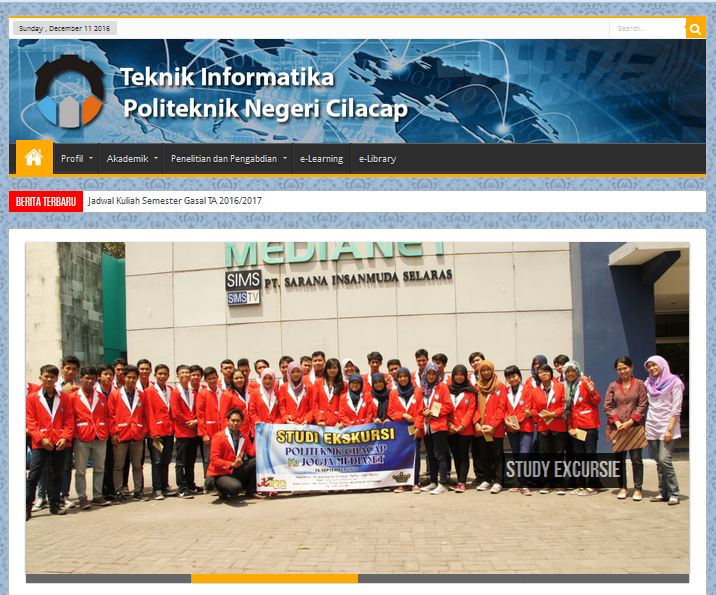 Sunday , December 11 2016
Search...
Teknik Informatika
Politeknik Negeri Cilacap
Profil
Akademik
Penelitian dan Pengabdian
e-Learning
e-Library
BERITA TERBARU
Jadwal Kuliah Semester Gasal TA 2016/2017
MEDIANET
SIMS
PT. SARANA INSANMUDA SELARAS
SIMSTV
STUDI EKSKURSI
POLITEKNIK CILACAP
Ke JOGJA MEDIANET
STUDY EXCURSIE